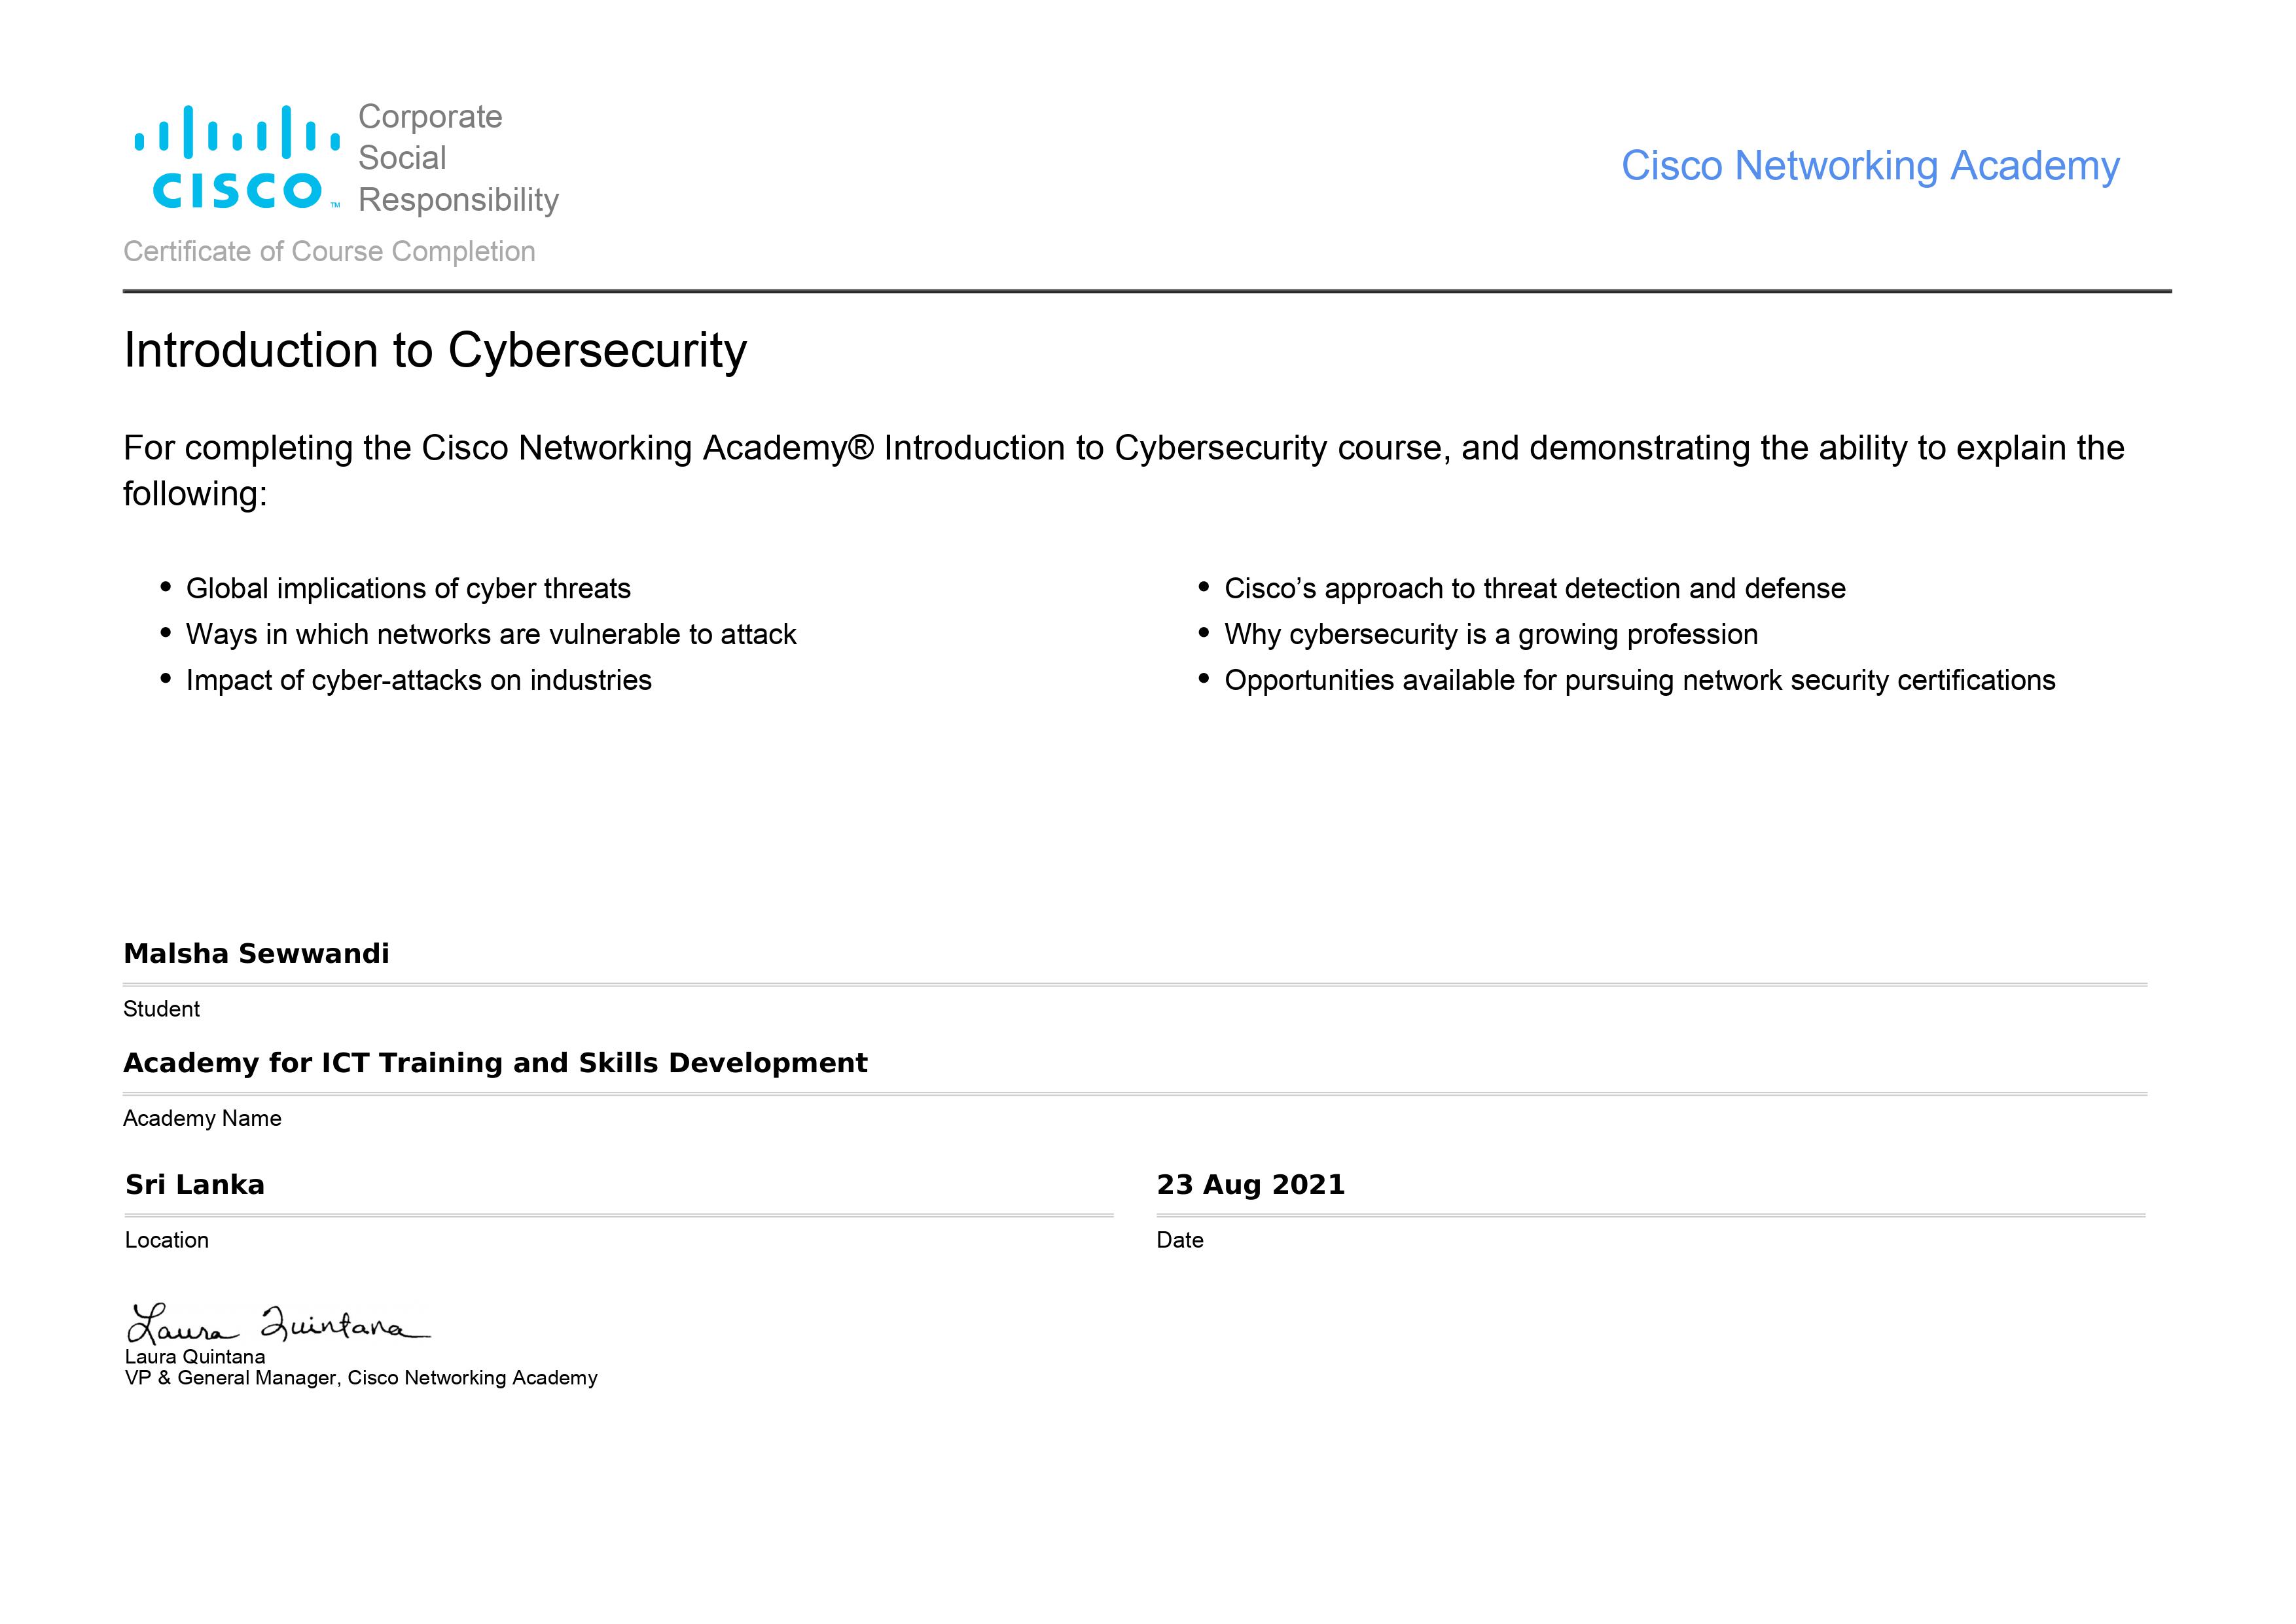 Corporate
Social
Responsibility
CISCO™
Cisco Networking Academy
Certificate of Course Completion
Introduction to Cybersecurity
For completing the Cisco Networking Academy® Introduction to Cybersecurity course, and demonstrating the ability to explain the
following:
• Global implications of cyber threats
• Ways in which networks are vulnerable to attack
• Impact of cyber-attacks on industries
• Cisco’s approach to threat detection and defense
• Why cybersecurity is a growing profession
• Opportunities available for pursuing network security certifications
Malsha Sewwandi
Student
Academy for ICT Training and Skills Development
Academy Name
Sri Lanka
Location
23 Aug 2021
Date
Laura Quintana
Laura Quintana
VP & General Manager, Cisco Networking Academy